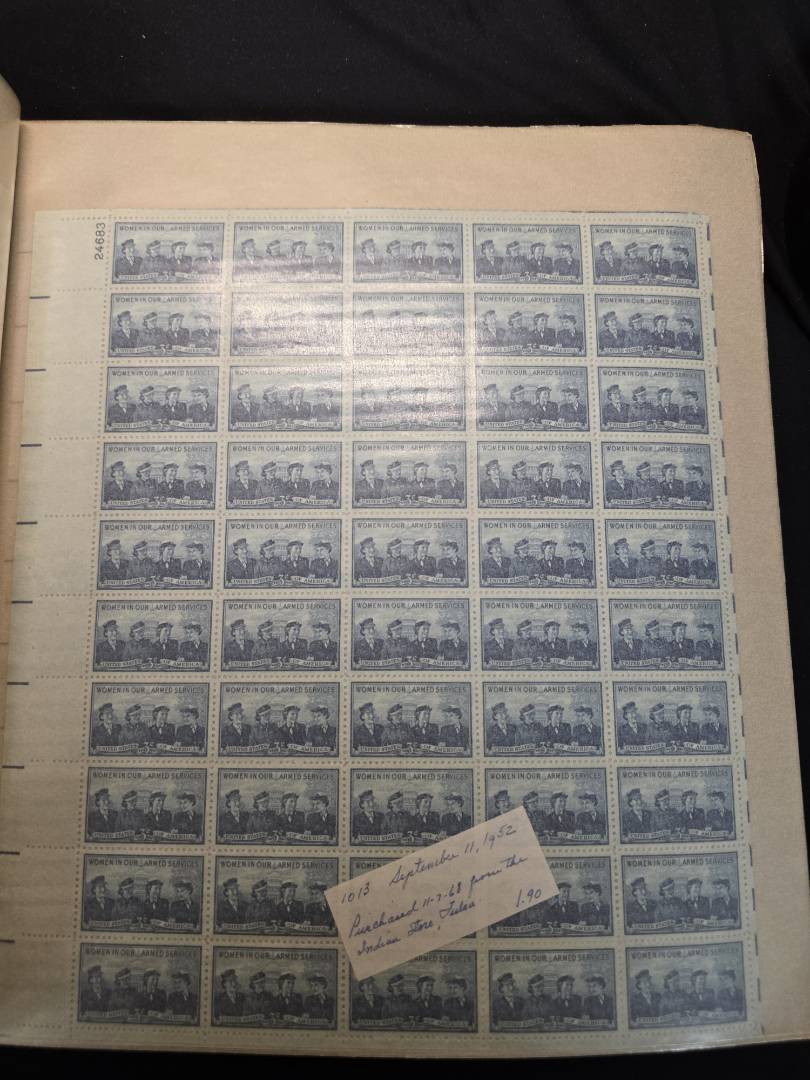 24683
WOMEN IN OUR ARMED SERVICES
UNITED STATES 3¢ OF AMERICA
1013 September 11, 1952
Purchased 11-7-68 from the
Indian Store, Tulsa 1.90